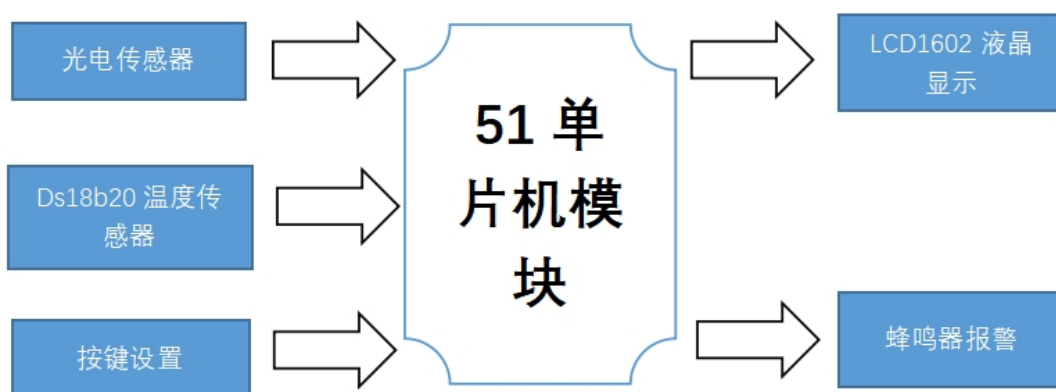 光电传感器
Ds18b20 温度传
感器
按键设置
51 单
片机模
块
LCD1602 液晶
显示
蜂鸣器报警